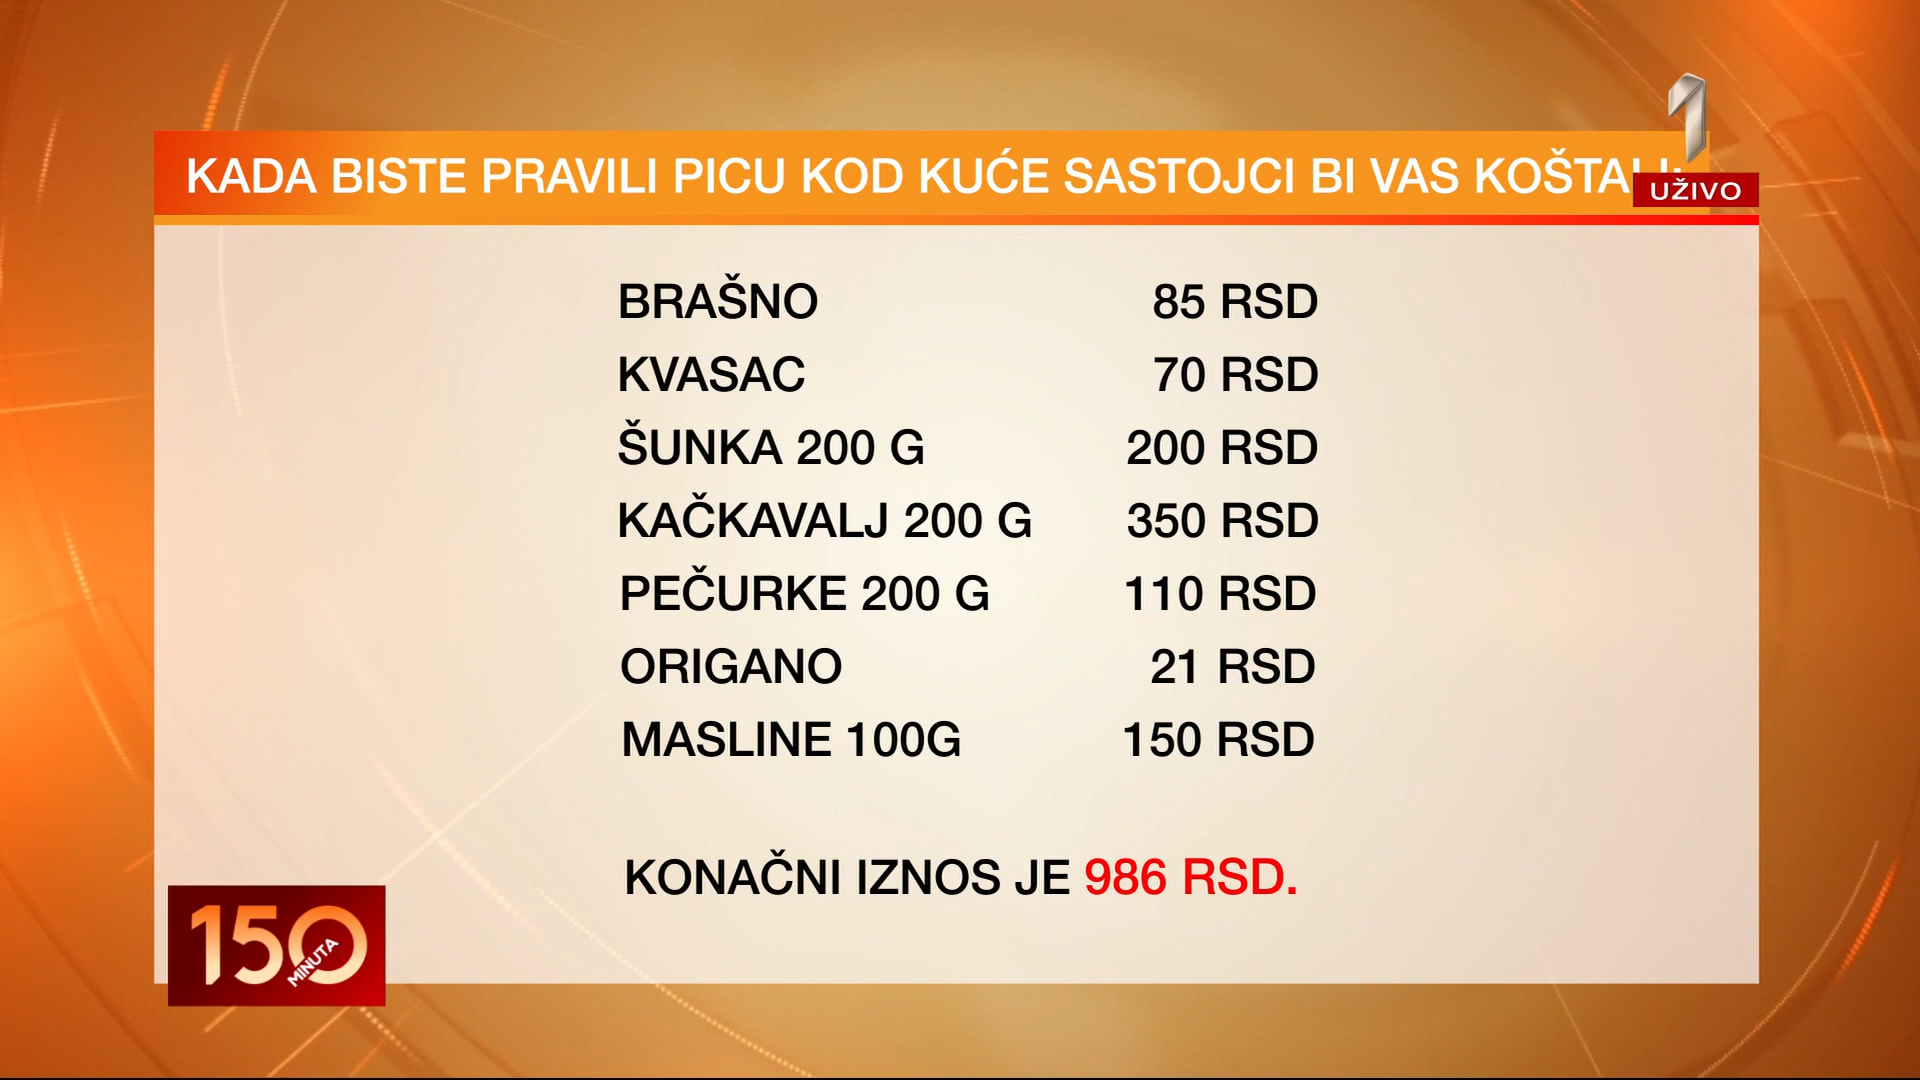 1
KADA BISTE PRAVILI PICU KOD KUĆE SASTOJCI BI VAS
UŽIVO
BRAŠNO 85 RSD
KVASAC 70 RSD
ŠUNKA 200 G 200 RSD
KAČKAVALJ 200 G 350 RSD
PEČURKE 200 G 110 RSD
ORIGANO 21 RSD
MASLINE 100G 150 RSD
KONAČNI IZNOS JE 986 RSD.
150
MINUTA